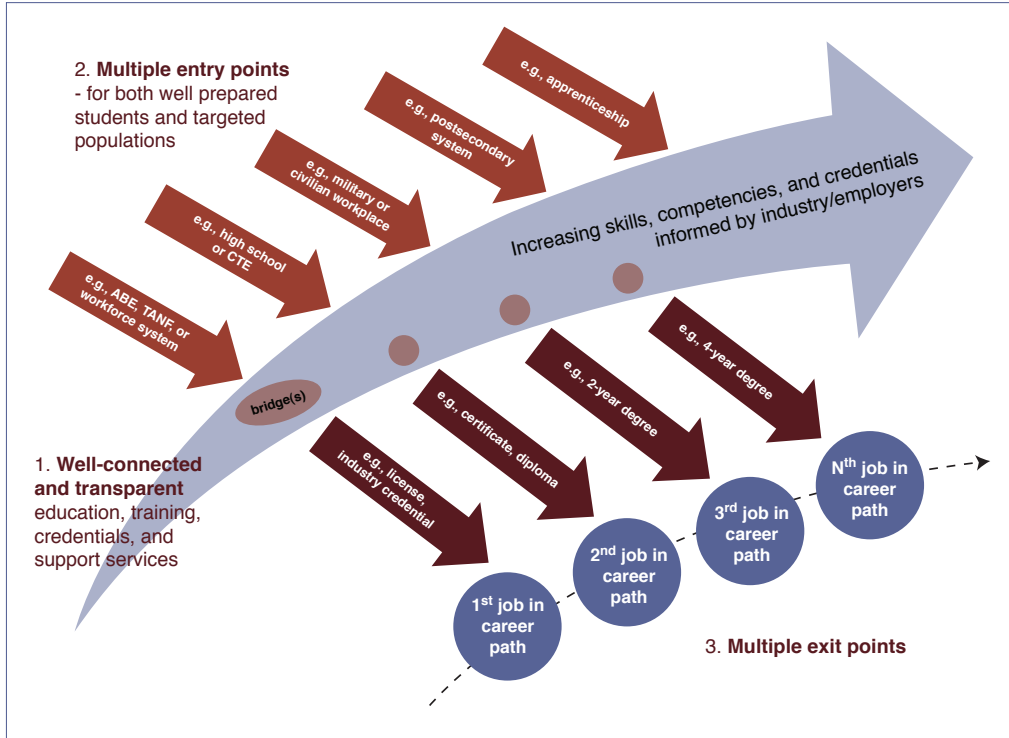 2. Multiple entry points
- for both well prepared
students and targeted
populations
e.g., apprenticeship
e.g., postsecondary
system
e.g., military or
civilian workplace
e.g., high school
or CTE
e.g., ABE, TANF, or
workforce system
Increasing skills, competencies, and credentials
informed by industry/employers
bridge(s)
1. Well-connected
and transparent
education, training,
credentials, and
support services
e.g., license,
industry credential
e.g., certificate, diploma
e.g., 2-year degree
e.g., 4-year degree
1st job in
career
path
2nd job in
career
path
3rd job in
career
path
Nth job in
career
path
3. Multiple exit points